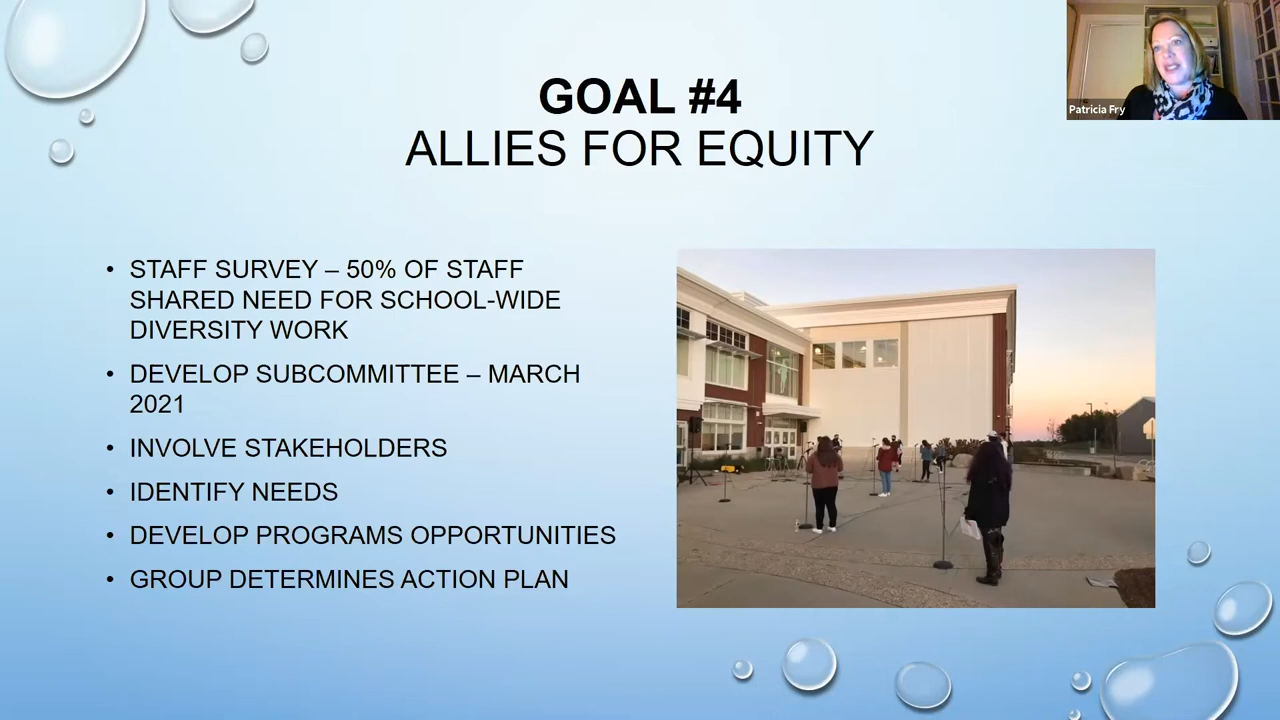 GOAL #4
ALLIES FOR EQUITY
Patricia Fry
• STAFF SURVEY – 50% OF STAFF
SHARED NEED FOR SCHOOL-WIDE
DIVERSITY WORK
• DEVELOP SUBCOMMITTEE – MARCH
2021
• INVOLVE STAKEHOLDERS
• IDENTIFY NEEDS
• DEVELOP PROGRAMS OPPORTUNITIES
• GROUP DETERMINES ACTION PLAN